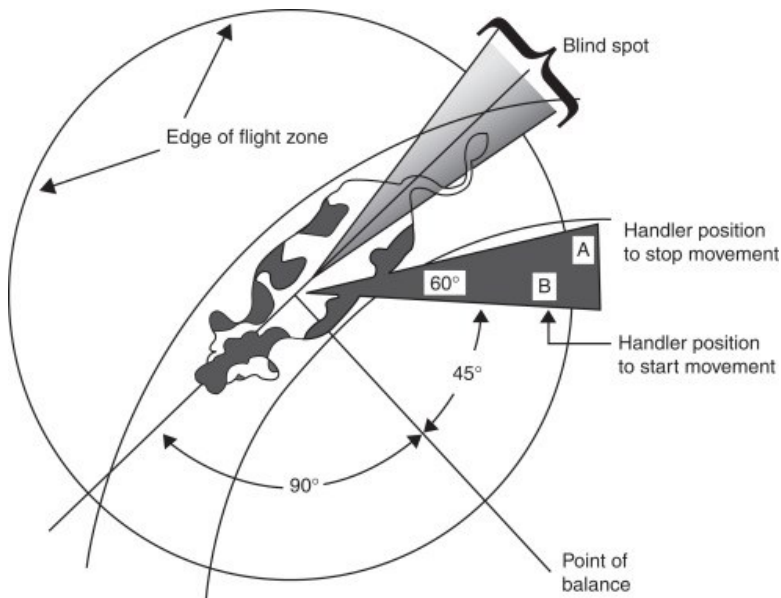 Blind spot
Edge of flight zone
Handler position
to stop movement
A
60°
B
Handler position
to start movement
45°
90°
Point of
balance